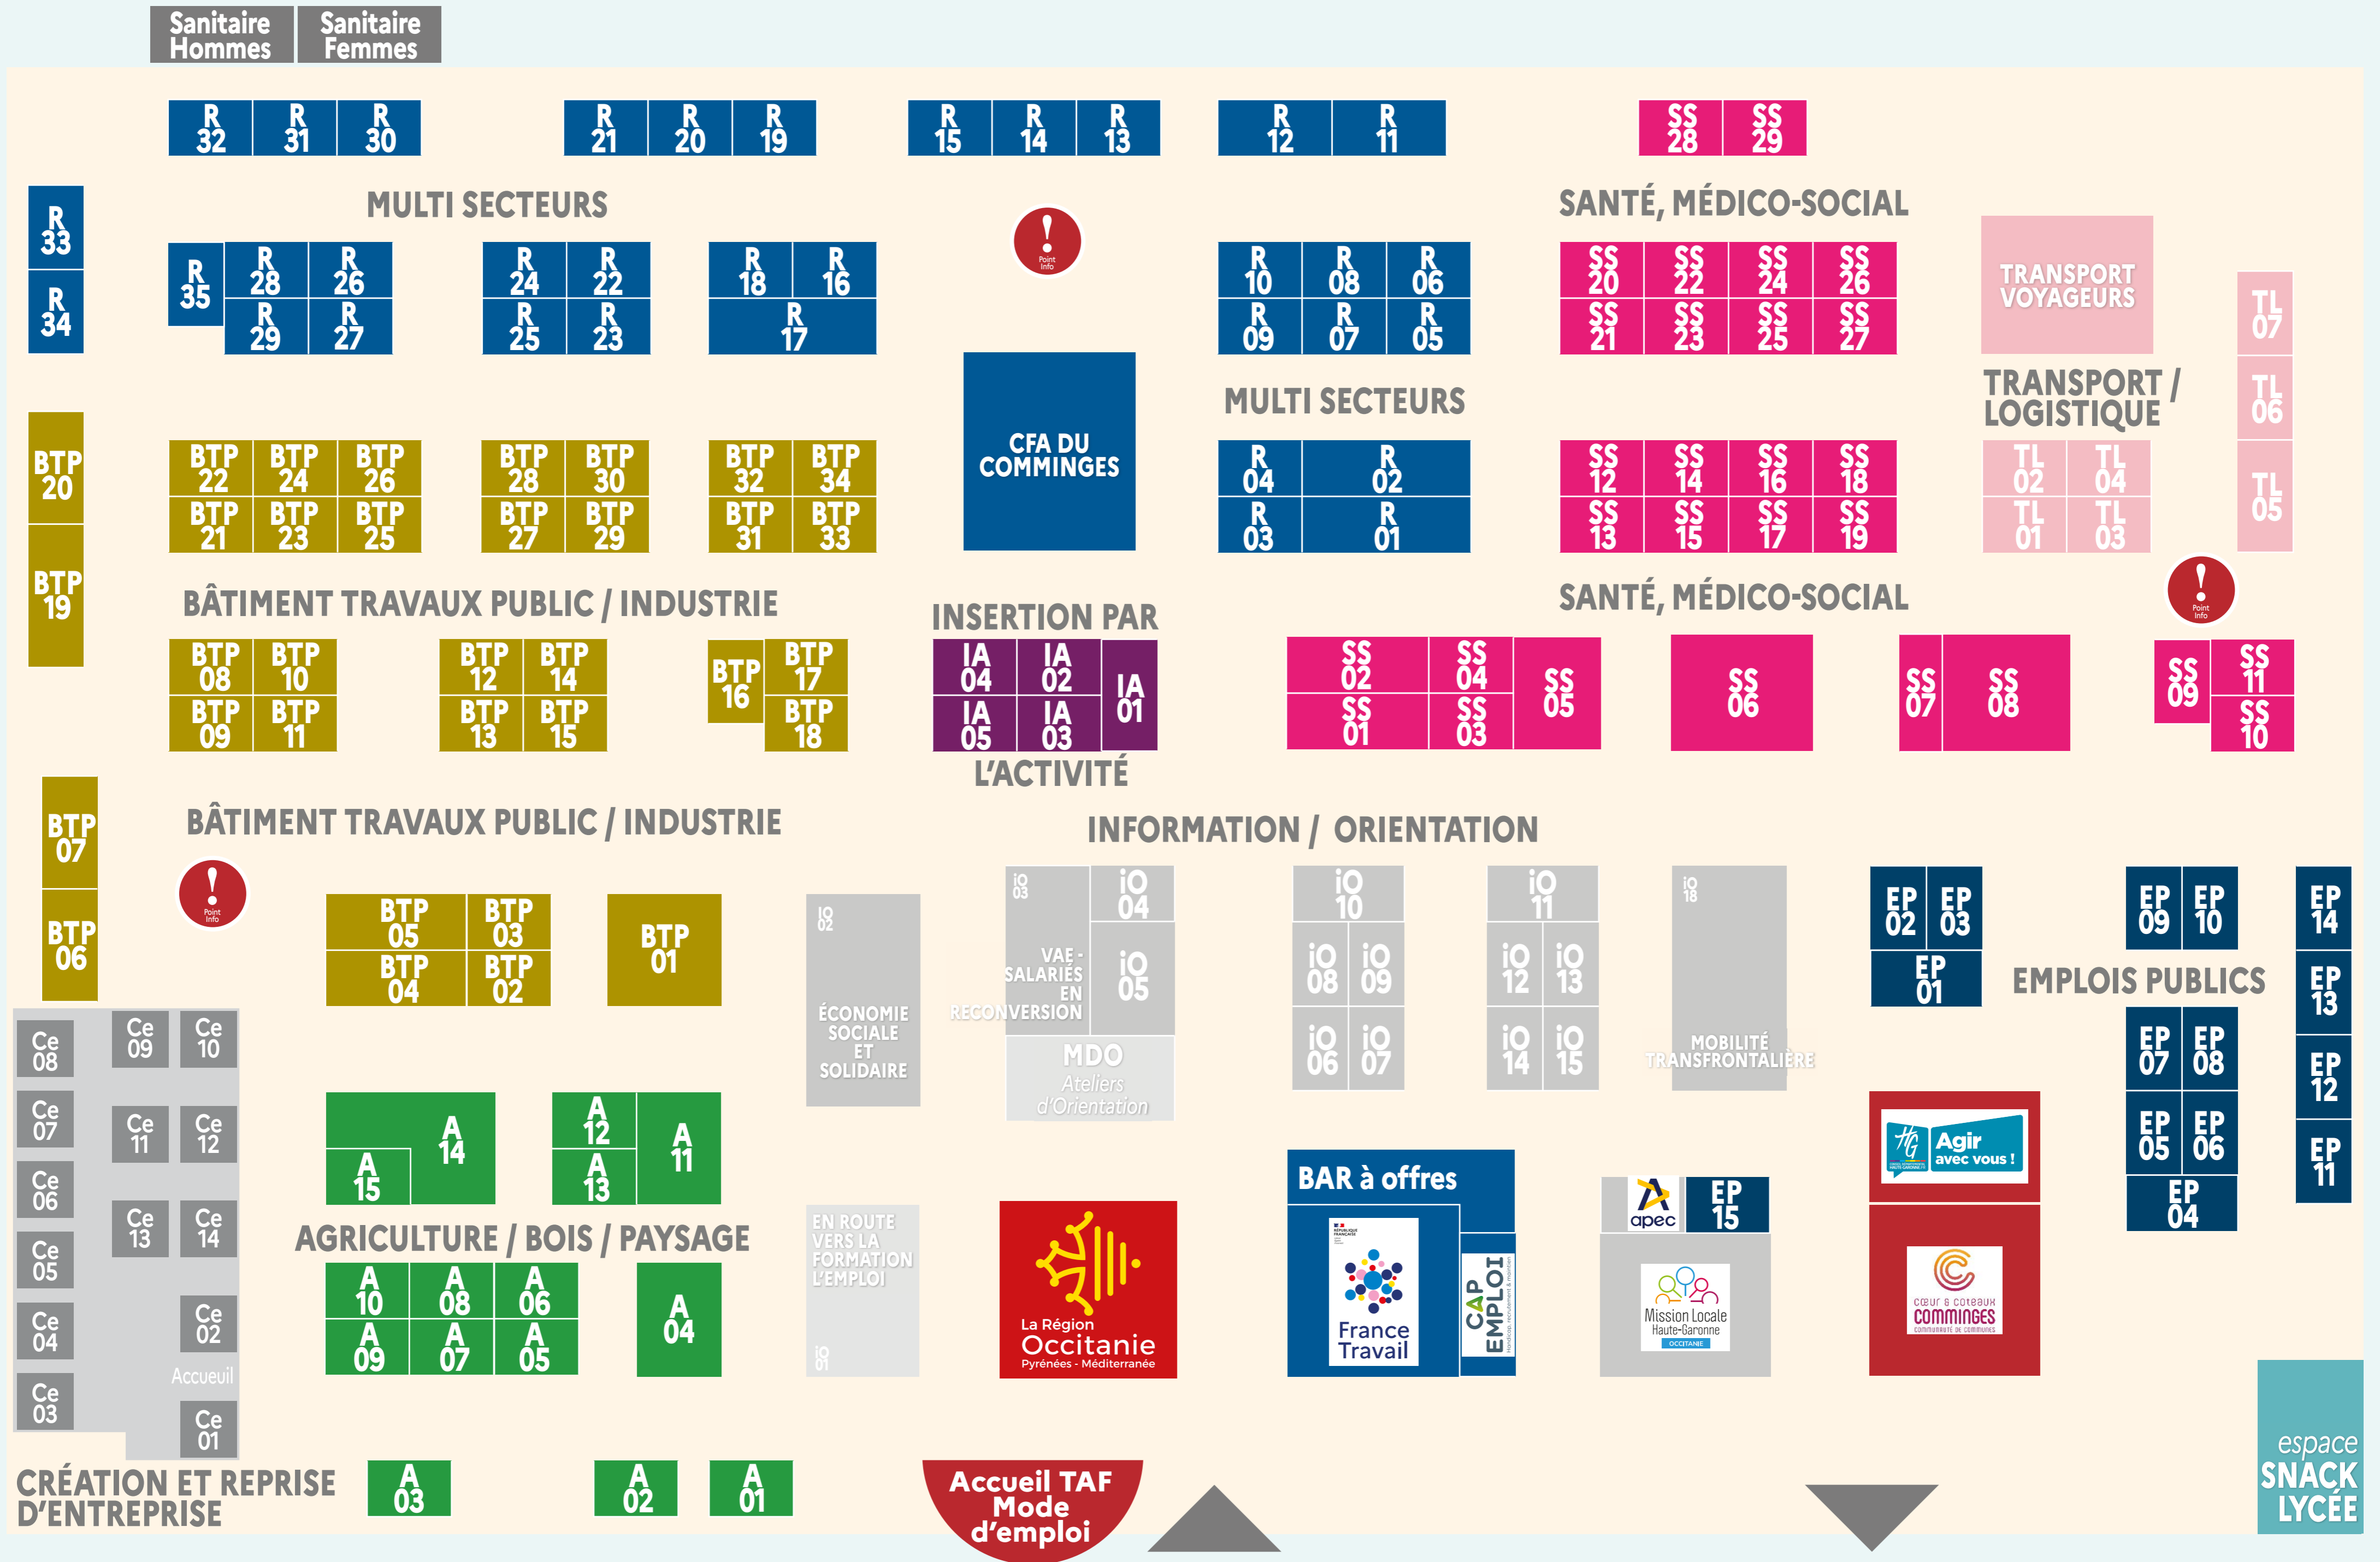 Sanitaire
Hommes
Sanitaire
Femmes
R
32
R
31
R
30
R
21
R
20
R
19
R
15
R
14
R
13
R
12
R
11
SS
28
SS
29
R
33
R
34
MULTI SECTEURS
!
Point
Info
SANTÉ, MÉDICO-SOCIAL
R
35
R
28
R
26
R
29
R
27
R
24
R
22
R
25
R
23
R
18
R
16
R
17
R
10
R
08
R
06
R
09
R
07
R
05
SS
20
SS
22
SS
24
SS
26
SS
21
SS
23
SS
25
SS
27
TRANSPORT
VOYAGEURS
TL
07
TL
06
TL
05
CFA DU
COMMINGES
MULTI SECTEURS
TRANSPORT /
LOGISTIQUE
BTP
20
BTP
19
BTP
22
BTP
24
BTP
26
BTP
21
BTP
23
BTP
25
BTP
28
BTP
30
BTP
27
BTP
29
BTP
32
BTP
34
BTP
31
BTP
33
R
04
R
02
R
03
R
01
SS
12
SS
14
SS
16
SS
18
SS
13
SS
15
SS
17
SS
19
TL
02
TL
04
TL
01
TL
03
!
Point
Info
BÂTIMENT TRAVAUX PUBLIC / INDUSTRIE
INSERTION PAR
SANTÉ, MÉDICO-SOCIAL
BTP
08
BTP
10
BTP
09
BTP
11
BTP
12
BTP
14
BTP
13
BTP
15
BTP
16
BTP
17
BTP
18
IA
04
IA
02
IA
01
IA
05
IA
03
L'ACTIVITÉ
SS
02
SS
04
SS
05
SS
01
SS
03
SS
06
SS
07
SS
08
SS
09
SS
11
SS
10
BTP
07
BTP
06
BÂTIMENT TRAVAUX PUBLIC / INDUSTRIE
INFORMATION / ORIENTATION
!
Point
Info
BTP
05
BTP
03
BTP
04
BTP
02
BTP
01
IO
02
ÉCONOMIE
SOCIALE
ET
SOLIDAIRE
iO
03
VAE -
SALARIÉS
EN
RECONVERSION
iO
04
iO
05
MDO
Ateliers
d'Orientation
iO
10
iO
08
iO
09
iO
06
iO
07
iO
11
iO
12
iO
13
iO
14
iO
15
iO
18
MOBILITÉ
TRANSFRONTALIÈRE
EP
02
EP
03
EP
01
EP
09
EP
10
EP
14
EP
13
EP
12
EP
11
EMPLOIS PUBLICS
EP
07
EP
08
EP
05
EP
06
EP
04
Ce
08
Ce
09
Ce
10
Ce
07
Ce
11
Ce
12
Ce
06
Ce
13
Ce
14
Ce
05
Ce
04
Ce
02
Accueuil
Ce
03
Ce
01
A
14
A
15
A
12
A
13
A
11
AGRICULTURE / BOIS / PAYSAGE
A
10
A
08
A
06
A
09
A
07
A
05
A
04
EN ROUTE
VERS LA
FORMATION
L'EMPLOI
iO
01
La Région
Occitanie
Pyrénées - Méditerranée
BAR à offres
RÉPUBLIQUE
FRANÇAISE
France
Travail
CAP
EMPLOI
handicap, recrutement & maintien
apec
EP
15
Mission Locale
Haute-Garonne
OCCITANIE
HG
Agir
avec vous !
cœur & coteaux
COMMINGES
COMMUNAUTÉ DE COMMUNES
espace
SNACK
LYCÉE
CRÉATION ET REPRISE
D'ENTREPRISE
A
03
A
02
A
01
Accueil TAF
Mode
d'emploi